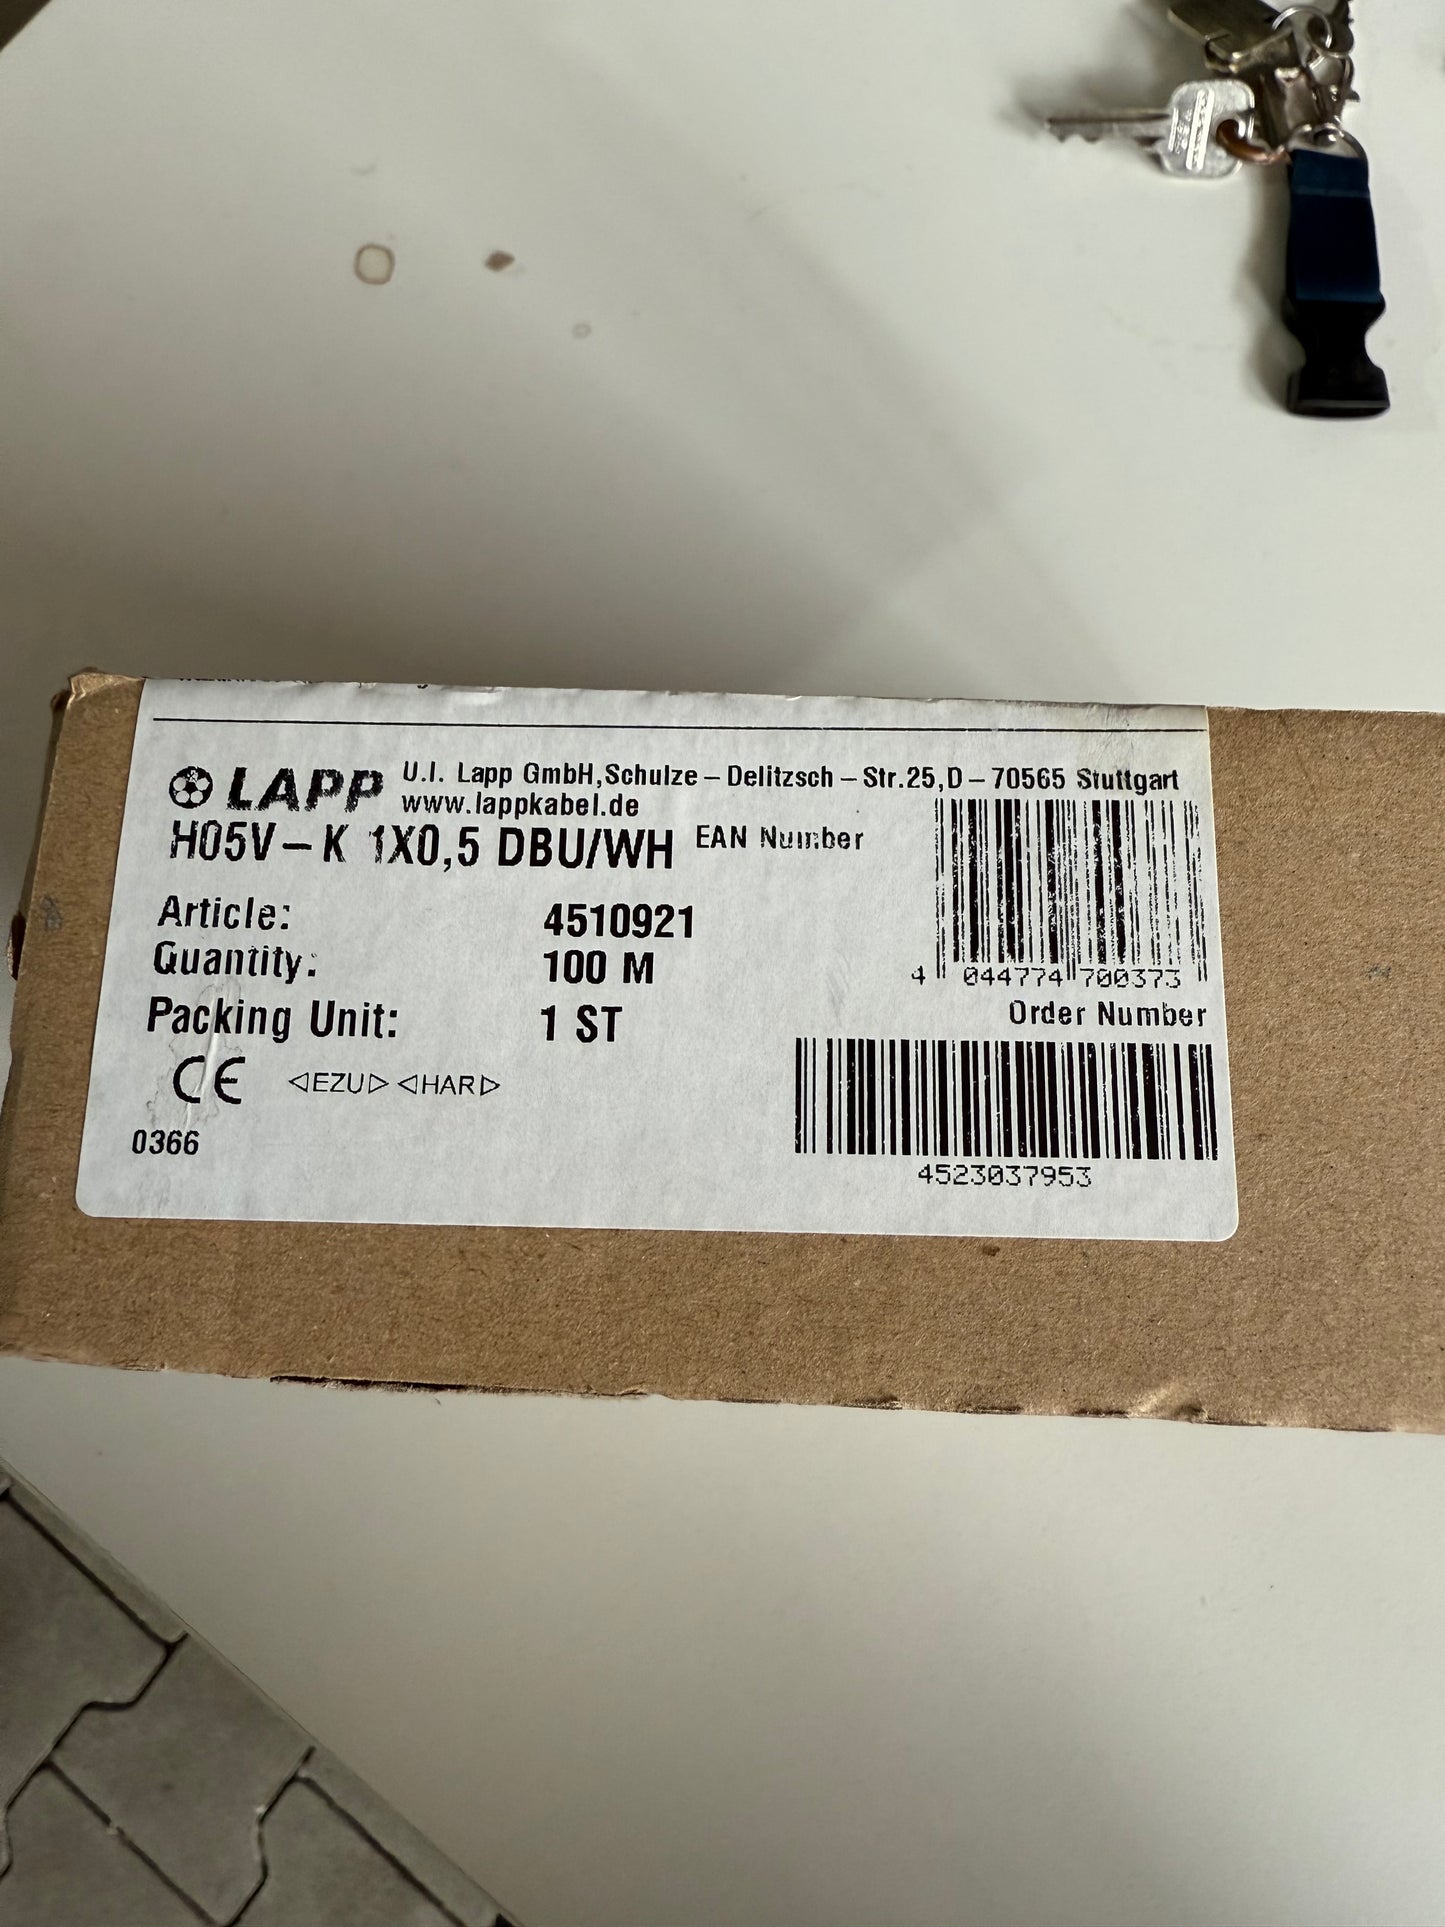 LAPP U.I. Lapp GmbH,Schulze-Delitzsch-Str.25,D-70565 Stuttgart
www.lappkabel.de
H05V-K 1X0,5 DBU/WH EAN Number
Article: 4510921
Quantity: 100 M
4 044774 700373
Packing Unit: 1 ST
Order Number
CE ◁EZU▷ ◁HAR▷
0366
4523037953